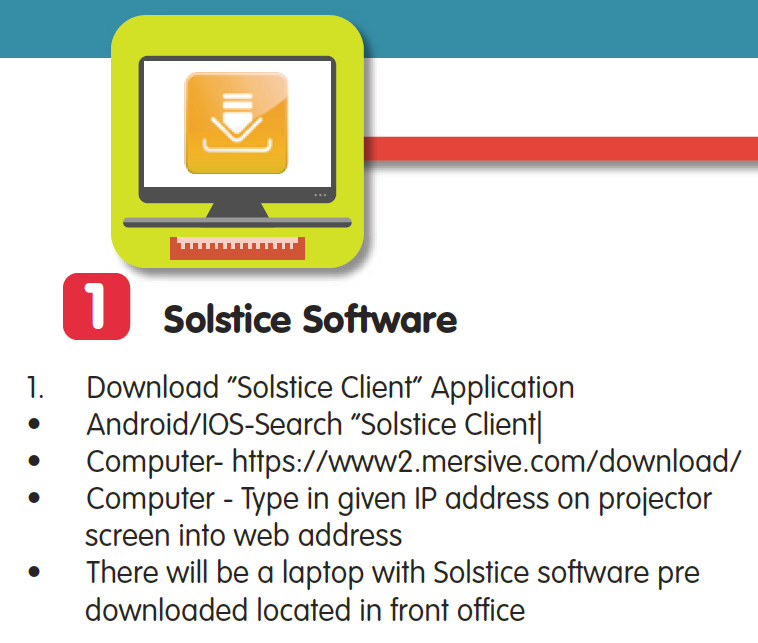 1
Solstice Software
1. Download “Solstice Client” Application
• Android/IOS-Search “Solstice Client|
• Computer- https://www2.mersive.com/download/
• Computer - Type in given IP address on projector
screen into web address
• There will be a laptop with Solstice software pre
downloaded located in front office